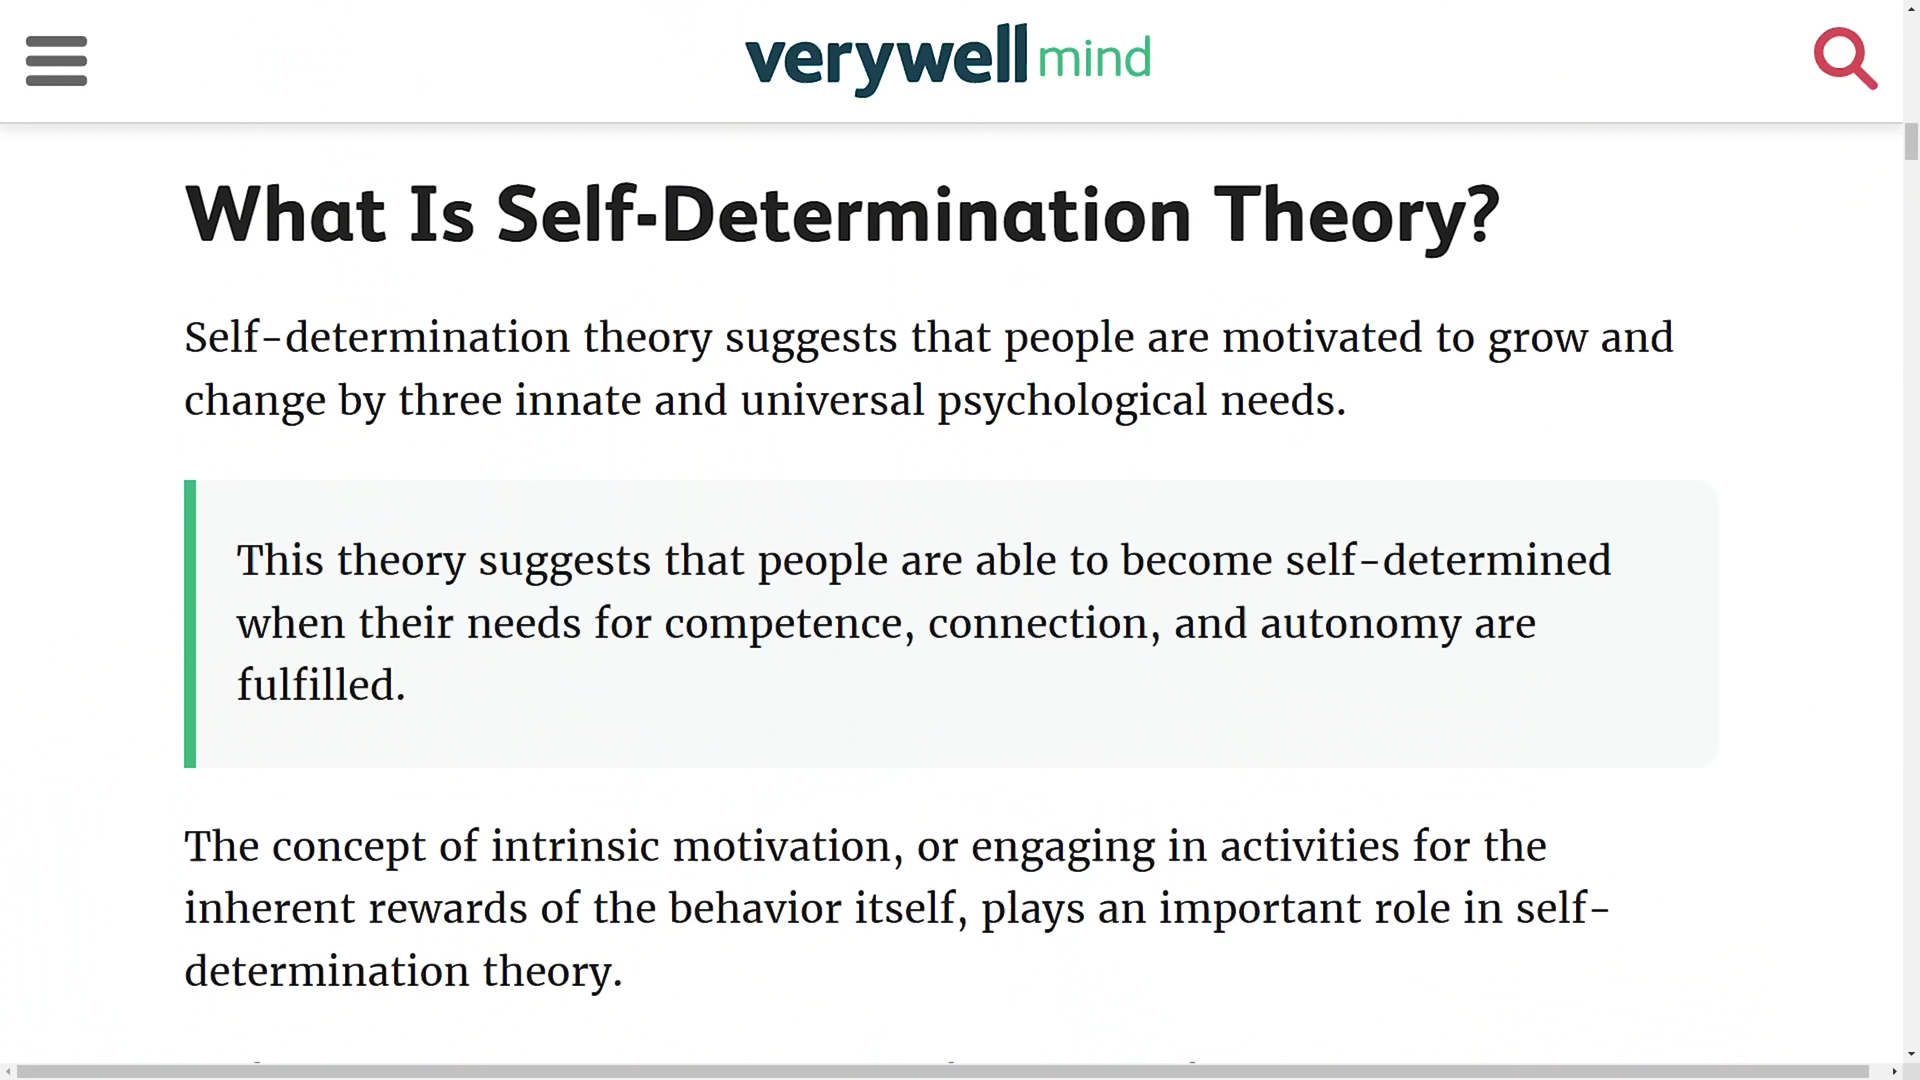 verywell mind
What Is Self-Determination Theory?
Self-determination theory suggests that people are motivated to grow and
change by three innate and universal psychological needs.
This theory suggests that people are able to become self-determined
when their needs for competence, connection, and autonomy are
fulfilled.
The concept of intrinsic motivation, or engaging in activities for the
inherent rewards of the behavior itself, plays an important role in self-
determination theory.